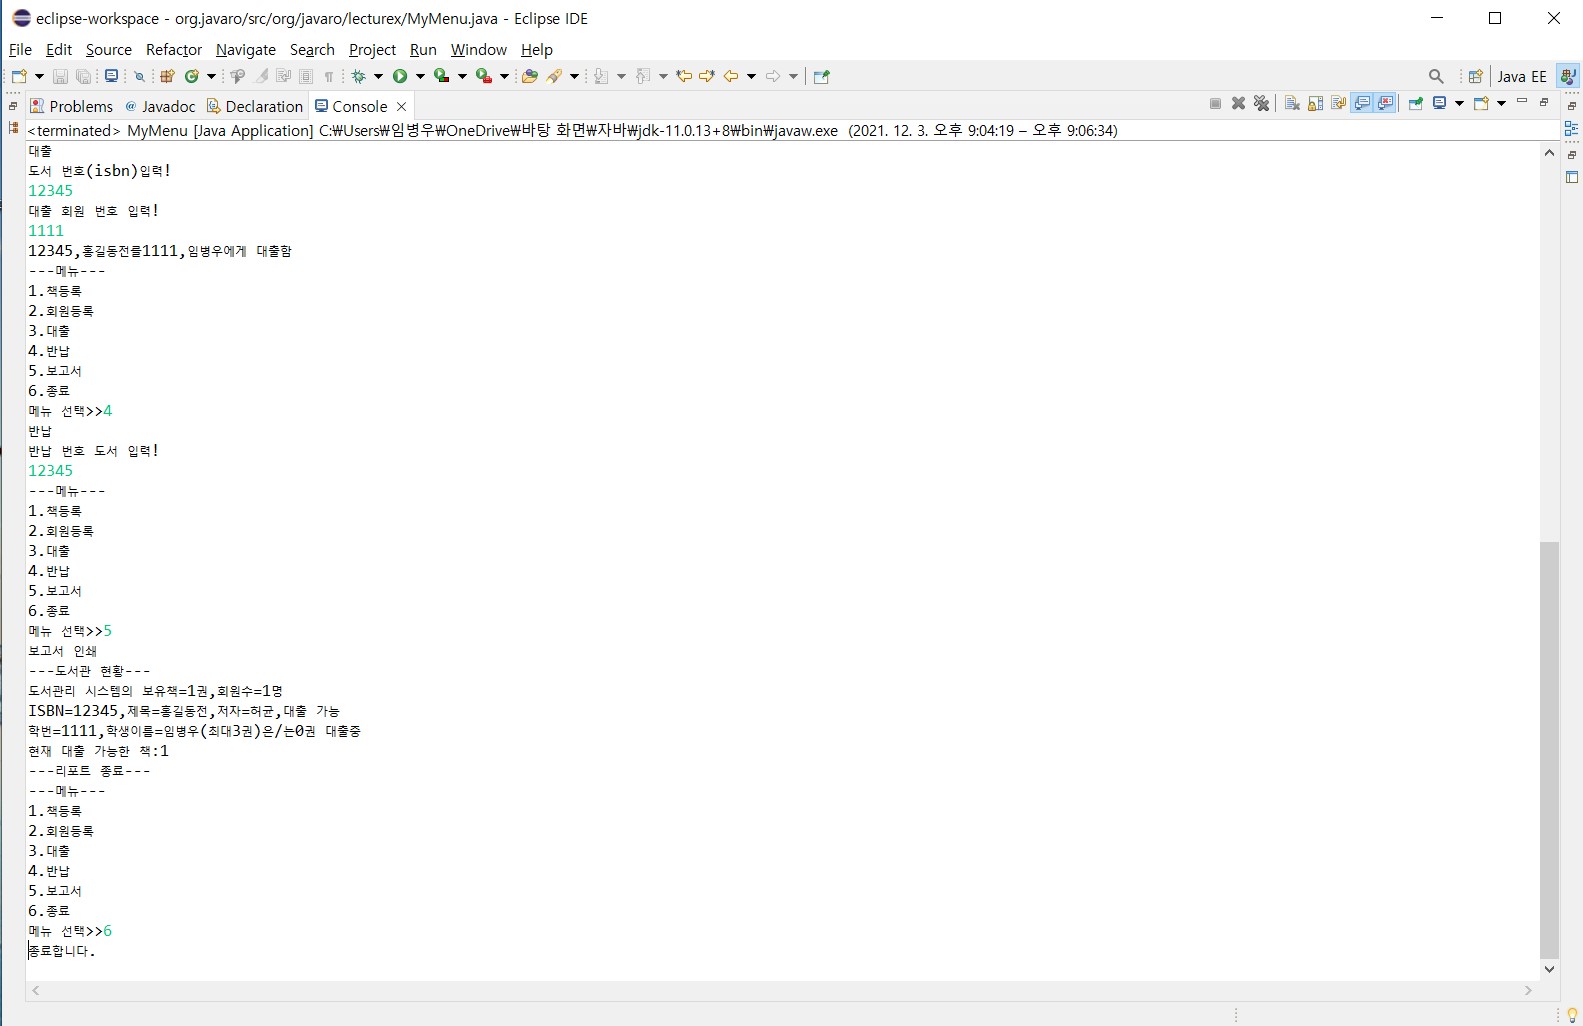 eclipse-workspace - org.javaro/src/org/javaro/lecturex/MyMenu.java - Eclipse IDE
File Edit Source Refactor Navigate Search Project Run Window Help
Java EE
Problems Javadoc Declaration Console
<terminated> MyMenu [Java Application] C:₩Users₩임병우₩OneDrive₩바탕 화면₩자바₩jdk-11.0.13+8₩bin₩javaw.exe (2021. 12. 3. 오후 9:04:19 – 오후 9:06:34)
대출
도서 번호(isbn)입력!
12345
대출 회원 번호 입력!
1111
12345,홍길동전를1111,임병우에게 대출함
---메뉴---
1.책등록
2.회원등록
3.대출
4.반납
5.보고서
6.종료
메뉴 선택>>4
반납
반납 번호 도서 입력!
12345
---메뉴---
1.책등록
2.회원등록
3.대출
4.반납
5.보고서
6.종료
메뉴 선택>>5
보고서 인쇄
---도서관 현황---
도서관리 시스템의 보유책=1권,회원수=1명
ISBN=12345,제목=홍길동전,저자=허균,대출 가능
학번=1111,학생이름=임병우(최대3권)은/는0권 대출중
현재 대출 가능한 책:1
---리포트 종료---
---메뉴---
1.책등록
2.회원등록
3.대출
4.반납
5.보고서
6.종료
메뉴 선택>>6
종료합니다.